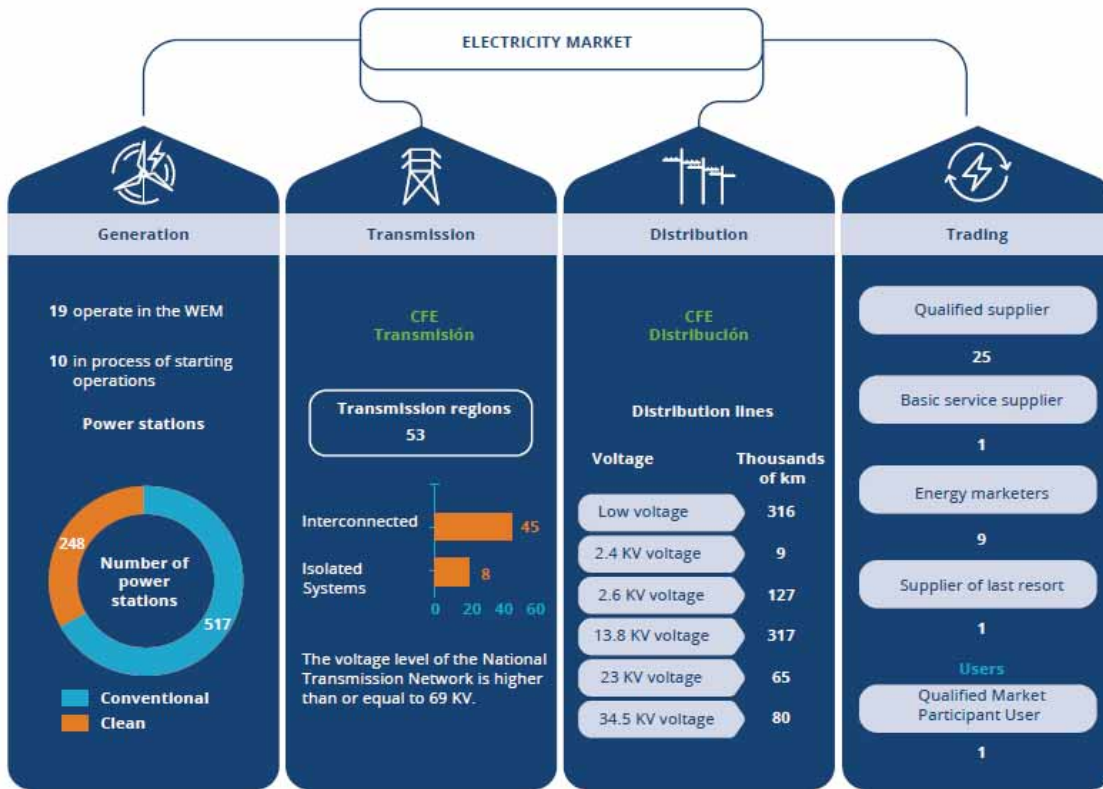 ELECTRICITY MARKET
Generation
19 operate in the WEM
10 in process of starting
operations
Power stations
248
Number of
power
stations
517
Conventional
Clean
Transmission
CFE
Transmisión
Transmission regions
53
Interconnected
45
Isolated
Systems
8
0 20 40 60
The voltage level of the National
Transmission Network is higher
than or equal to 69 KV.
Distribution
CFE
Distribución
Distribution lines
Voltage Thousands
of km
Low voltage 316
2.4 KV voltage 9
2.6 KV voltage 127
13.8 KV voltage 317
23 KV voltage 65
34.5 KV voltage 80
Trading
Qualified supplier
25
Basic service supplier
1
Energy marketers
9
Supplier of last resort
1
Users
Qualified Market
Participant User
1